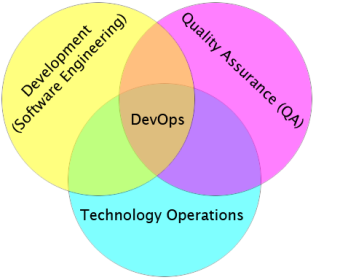 Development
(Software Engineering)
Quality Assurance (QA)
DevOps
Technology Operations